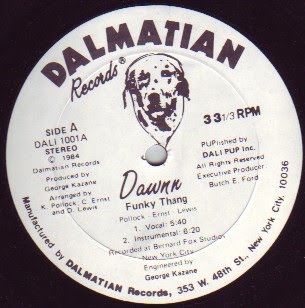 DALMATIAN
Records®
SIDE A
DALI 1001A
STEREO
℗ 1984
Dalmatian Records
Produced by
George Kazane
Arranged by
K. Pollock, C. Ernst
and D. Lewis
33 1/3 RPM
PUPlished by
DALI PUP Inc.
All Rights Reserved
Executive Producer
Butch E. Ford
Dawnn
Funky Thang
Pollock - Ernst - Lewis
1. Vocal: 5:40
2. Instrumental: 6:20
Recorded at Bernard Fox Studios
New York City
Engineered by
George Kazane
Manufactured by DALMATIAN Records, 353 W. 48th St., New York City 10036